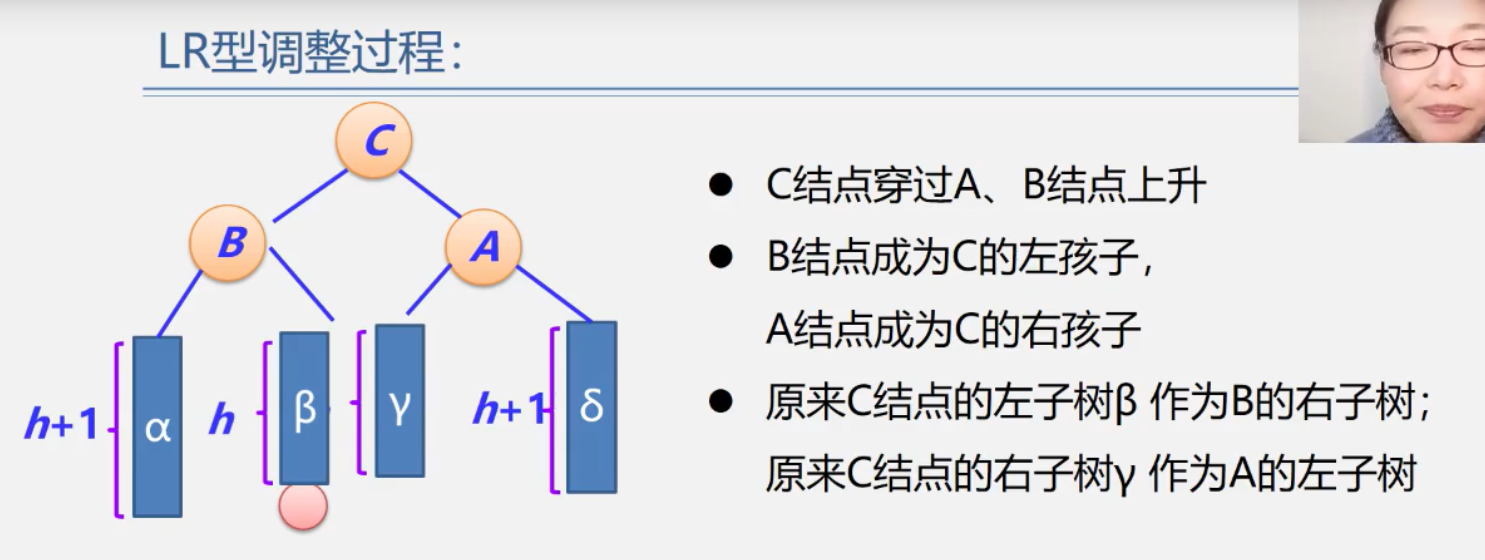 LR型调整过程：
C
B
A
h+1
α
h
β
γ
h+1
δ
● C结点穿过A、B结点上升
● B结点成为C的左孩子，
A结点成为C的右孩子
● 原来C结点的左子树β 作为B的右子树；
原来C结点的右子树γ 作为A的左子树